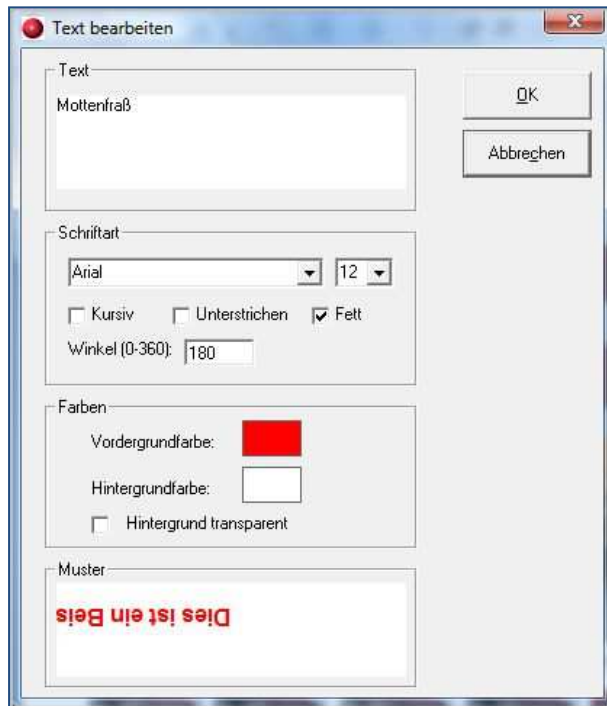 Text bearbeiten
Text
Mottenfraß
OK
Abbrechen
Schriftart
Arial
12
Kursiv
Unterstrichen
Fett
Winkel (0-360):
180
Farben
Vordergrundfarbe:
Hintergrundfarbe:
Hintergrund transparent
Muster
Dies ist ein Beis